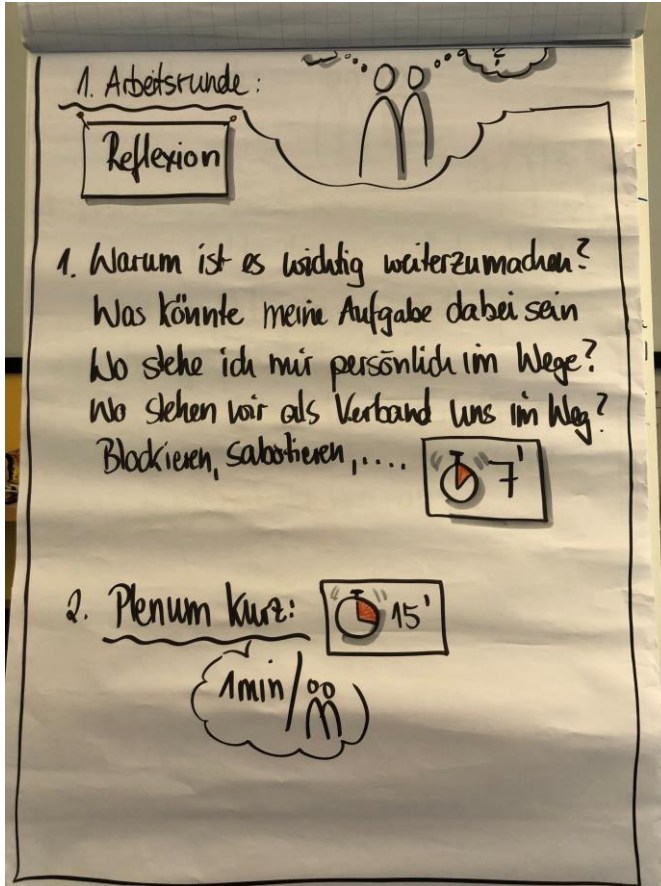 1. Arbeitsrunde:
Reflexion
1. Warum ist es wichtig weiterzumachen?
Was könnte meine Aufgabe dabei sein
Wo stehe ich mir persönlich im Wege?
Wo stehen wir als Verband uns im Weg?
Blockieren, sabotieren, ....
7'
2. Plenum kurz:
15'
1min/